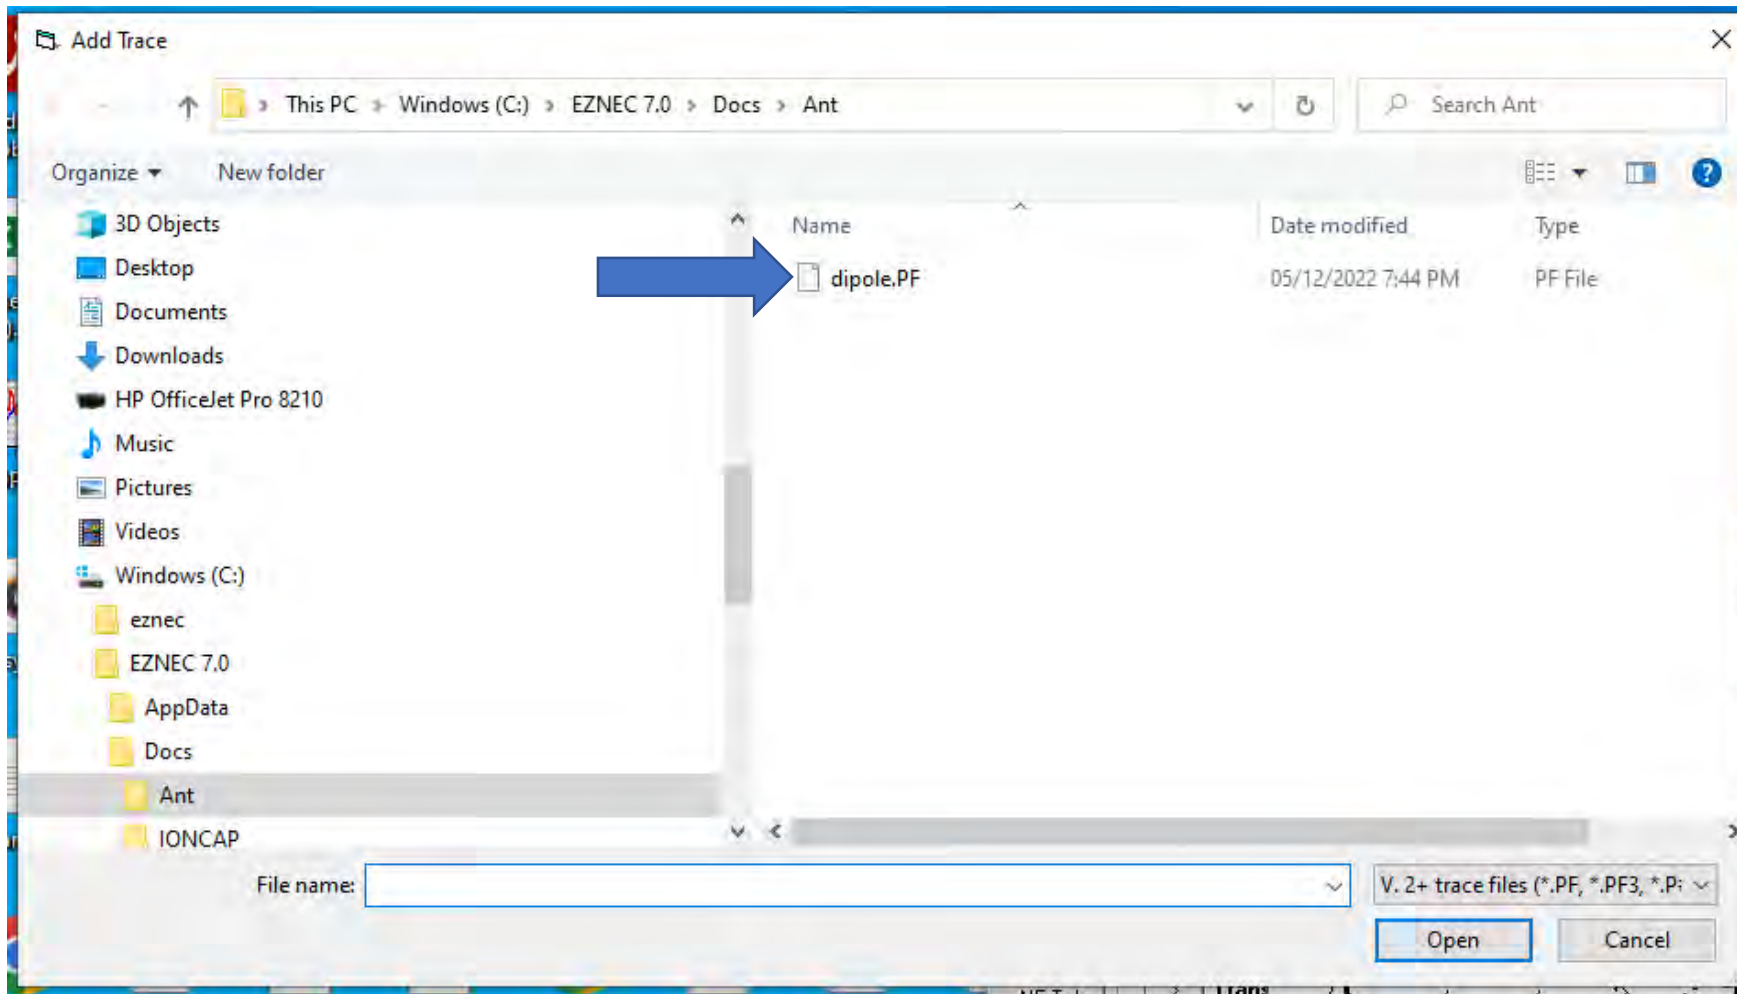 Add Trace
This PC > Windows (C:) > EZNEC 7.0 > Docs > Ant
Search Ant
Organize
New folder
3D Objects
Desktop
Documents
Downloads
HP OfficeJet Pro 8210
Music
Pictures
Videos
Windows (C:)
eznec
EZNEC 7.0
AppData
Docs
Ant
IONCAP
Name
Date modified
Type
dipole.PF
05/12/2022 7:44 PM
PF File
File name:
V. 2+ trace files (*.PF, *.PF3, *.P
Open
Cancel